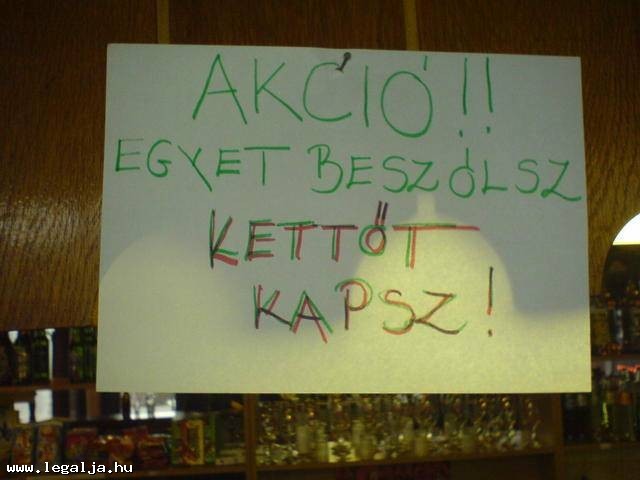 AKCIÓ!!
EGYET BESZÓLSZ
KETTŐT
KAPSZ!
www.legalja.hu